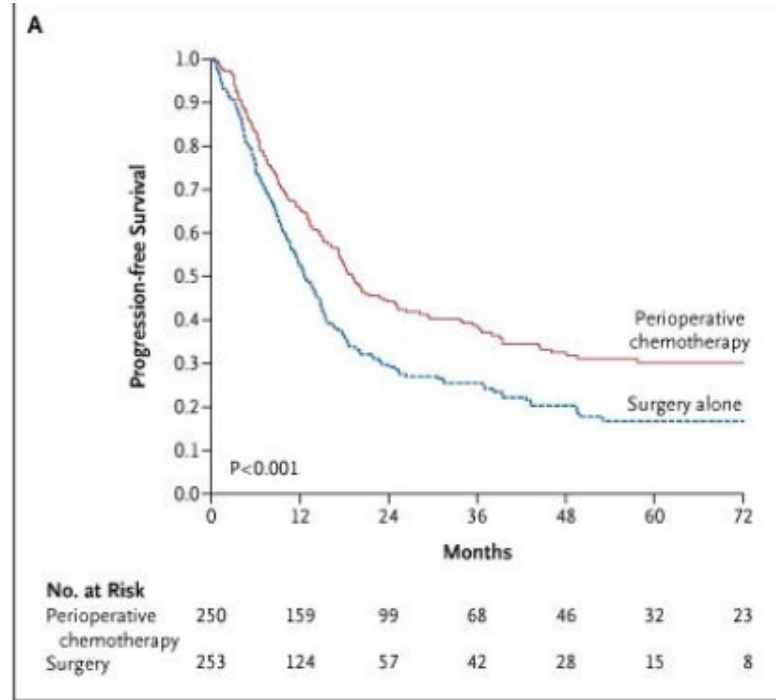 A
Progression-free Survival
1.0
0.9
0.8
0.7
0.6
0.5
0.4
0.3
0.2
0.1
0.0
Perioperative
chemotherapy
Surgery alone
P<0.001
0 12 24 36 48 60 72
Months
No. at Risk
Perioperative 250 159 99 68 46 32 23
chemotherapy
Surgery 253 124 57 42 28 15 8